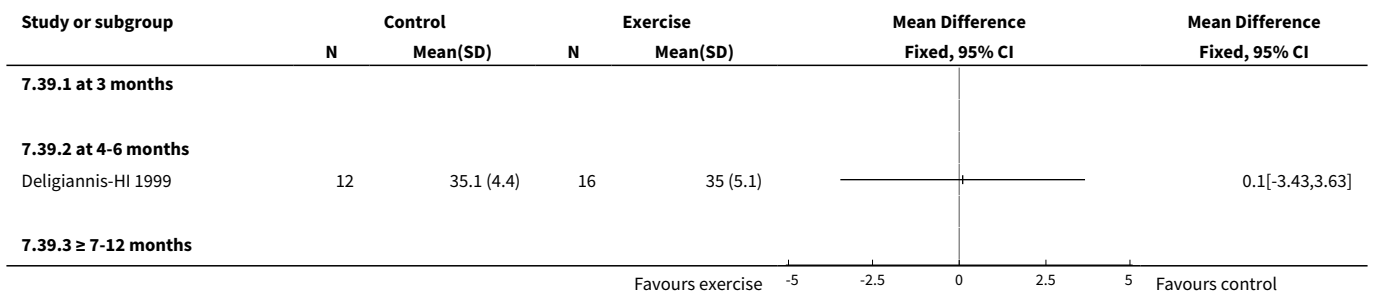 Study or subgroup Control Exercise Mean Difference Mean Difference
N Mean(SD) N Mean(SD) Fixed, 95% CI Fixed, 95% CI
7.39.1 at 3 months
7.39.2 at 4-6 months
Deligiannis-HI 1999 12 35.1 (4.4) 16 35 (5.1) 0.1[-3.43,3.63]
7.39.3 ≥ 7-12 months
Favours exercise -5 -2.5 0 2.5 5 Favours control